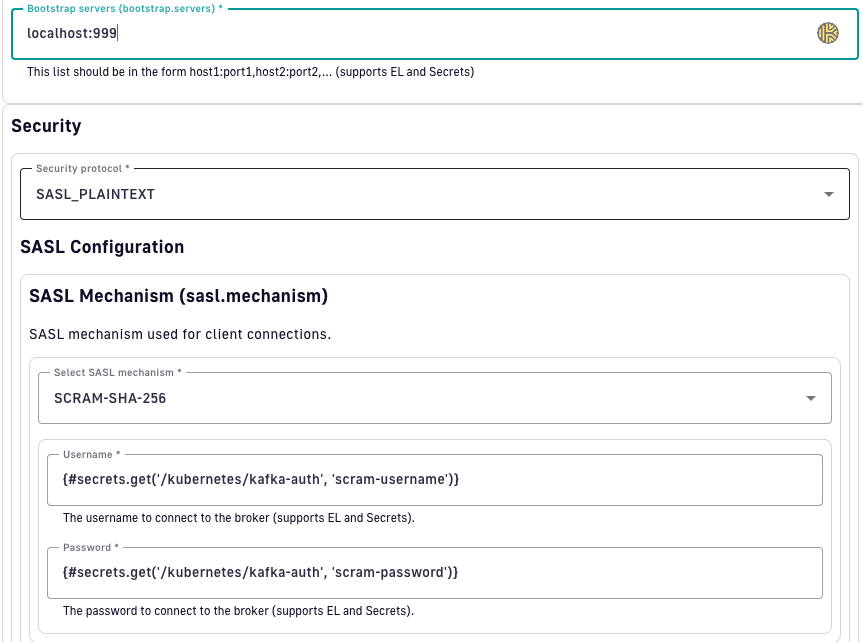 Bootstrap servers (bootstrap.servers) *
localhost:999
This list should be in the form host1:port1,host2:port2,... (supports EL and Secrets)
Security
Security protocol *
SASL_PLAINTEXT
SASL Configuration
SASL Mechanism (sasl.mechanism)
SASL mechanism used for client connections.
Select SASL mechanism *
SCRAM-SHA-256
Username *
{#secrets.get('/kubernetes/kafka-auth', 'scram-username')}
The username to connect to the broker (supports EL and Secrets).
Password *
{#secrets.get('/kubernetes/kafka-auth', 'scram-password')}
The password to connect to the broker (supports EL and Secrets).